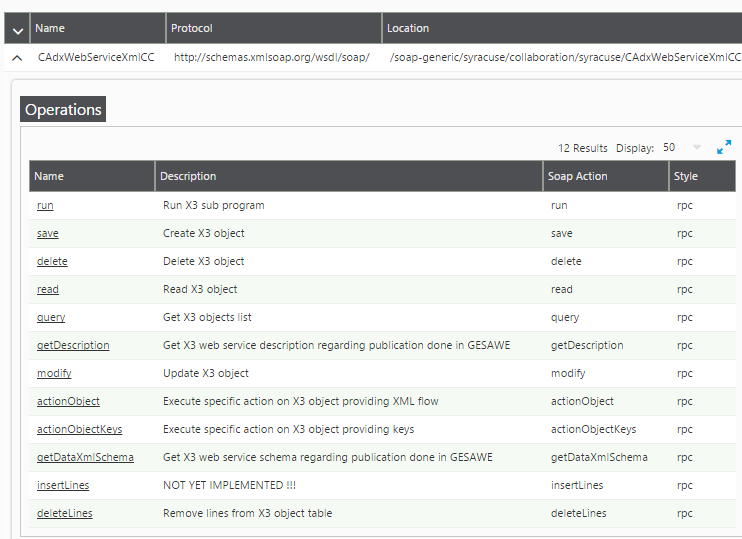 Name Protocol Location
CAdxWebServiceXmlCC http://schemas.xmlsoap.org/wsdl/soap/ /soap-generic/syracuse/collaboration/syracuse/CAdxWebServiceXmlCC
Operations
12 Results Display: 50
Name Description Soap Action Style
run Run X3 sub program run rpc
save Create X3 object save rpc
delete Delete X3 object delete rpc
read Read X3 object read rpc
query Get X3 objects list query rpc
getDescription Get X3 web service description regarding publication done in GESAWE getDescription rpc
modify Update X3 object modify rpc
actionObject Execute specific action on X3 object providing XML flow actionObject rpc
actionObjectKeys Execute specific action on X3 object providing keys actionObjectKeys rpc
getDataXmlSchema Get X3 web service schema regarding publication done in GESAWE getDataXmlSchema rpc
insertLines NOT YET IMPLEMENTED !!! insertLines rpc
deleteLines Remove lines from X3 object table deleteLines rpc